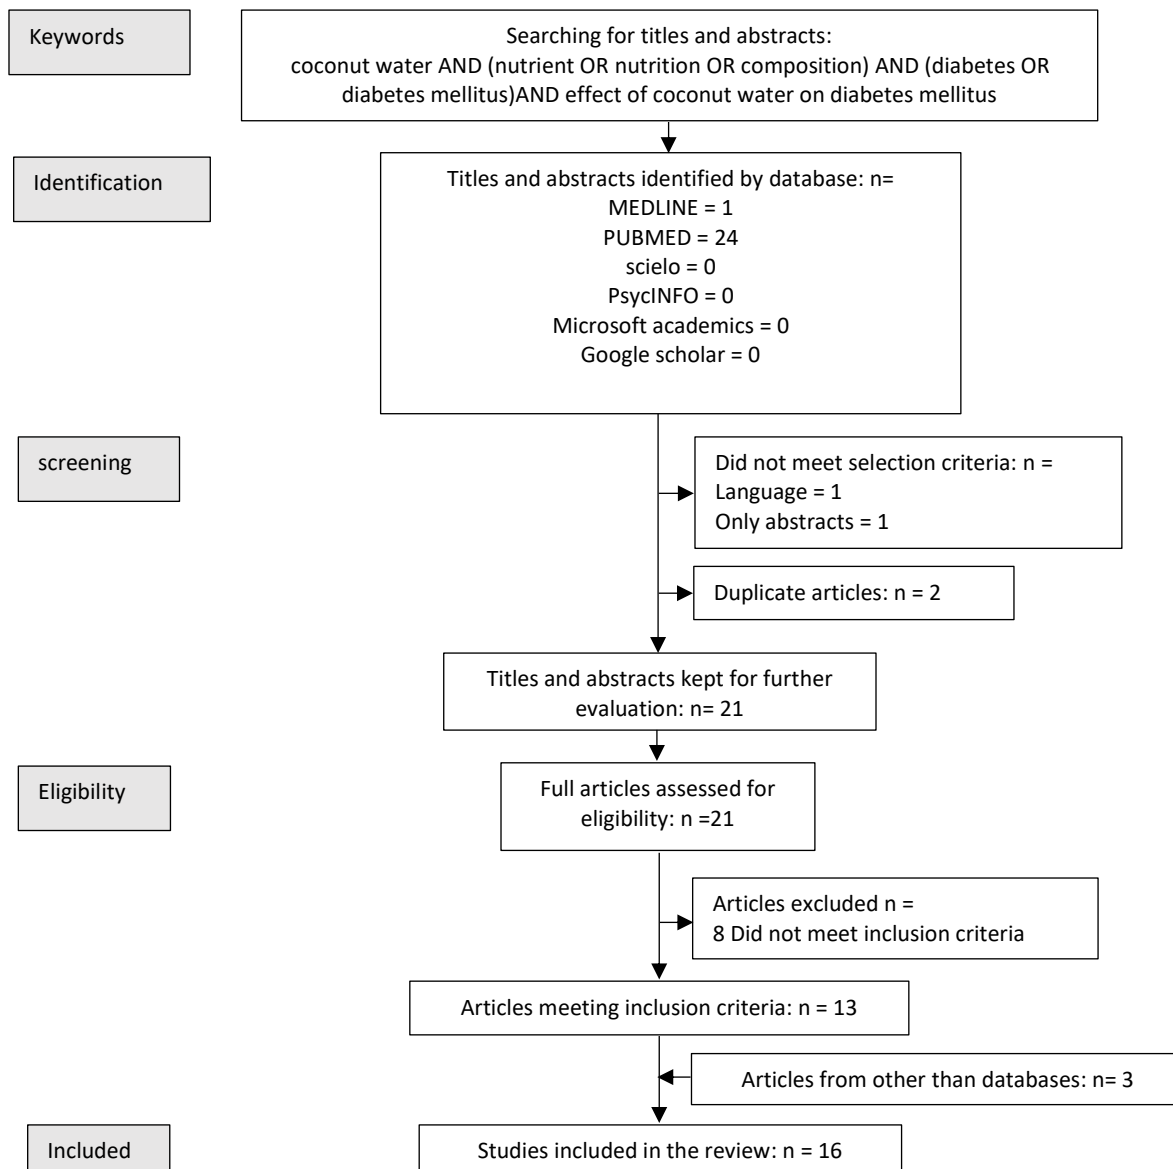 Keywords
Searching for titles and abstracts:
coconut water AND (nutrient OR nutrition OR composition) AND (diabetes OR
diabetes mellitus)AND effect of coconut water on diabetes mellitus
Identification
Titles and abstracts identified by database: n=
MEDLINE = 1
PUBMED = 24
scielo = 0
PsycINFO = 0
Microsoft academics = 0
Google scholar = 0
screening
Did not meet selection criteria: n =
Language = 1
Only abstracts = 1
Duplicate articles: n = 2
Titles and abstracts kept for further
evaluation: n= 21
Eligibility
Full articles assessed for
eligibility: n =21
Articles excluded n =
8 Did not meet inclusion criteria
Articles meeting inclusion criteria: n = 13
Articles from other than databases: n= 3
Included
Studies included in the review: n = 16